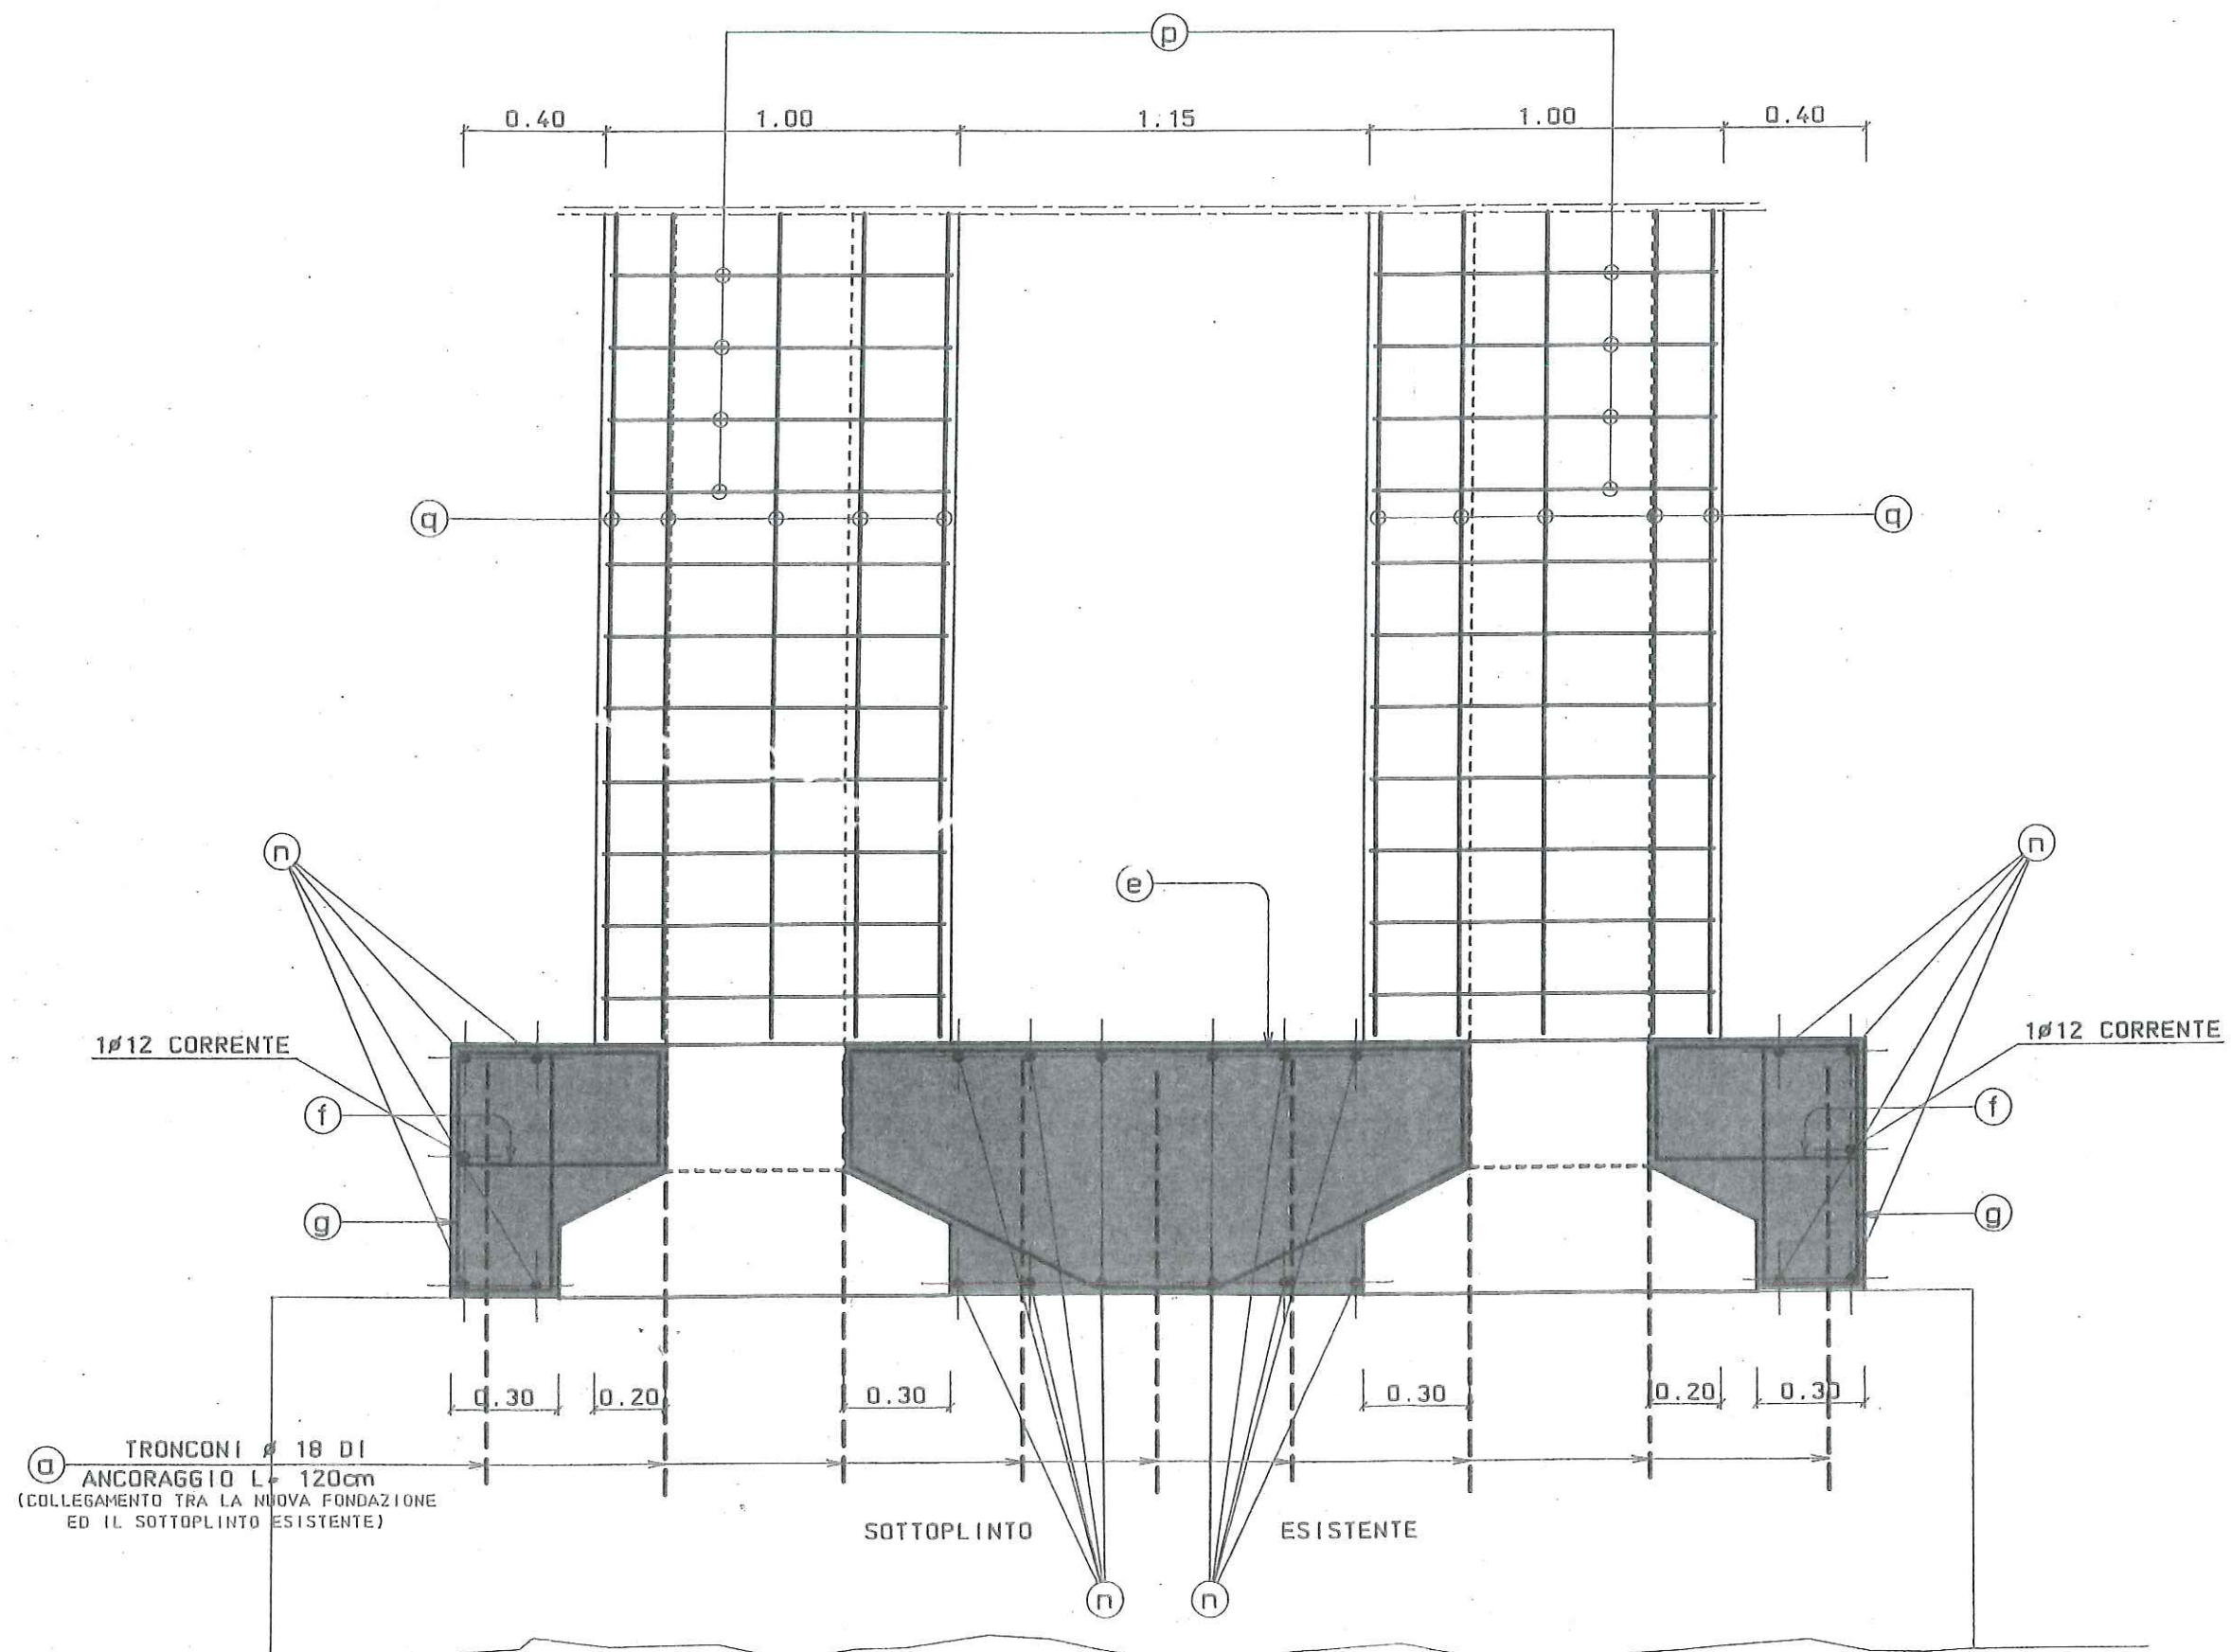 p
0.40 1.00 1.15 1.00 0.40
q q
n n
e
1ø12 CORRENTE 1ø12 CORRENTE
f f
g g
0.30 0.20 0.30 0.30 0.20 0.30
a TRONCONI ø 18 DI
ANCORAGGIO L= 120cm
(COLLEGAMENTO TRA LA NUOVA FONDAZIONE
ED IL SOTTOPLINTO ESISTENTE)
SOTTOPLINTO ESISTENTE
n n